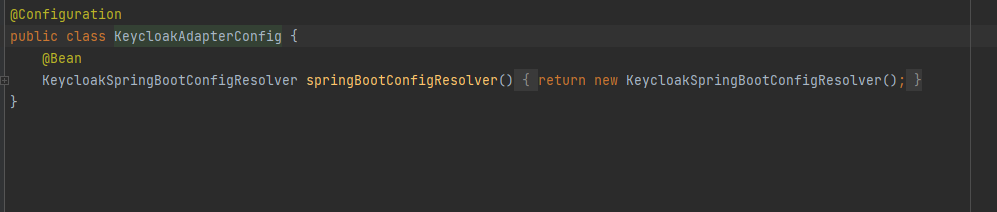 @Configuration
public class KeycloakAdapterConfig {
@Bean
KeycloakSpringBootConfigResolver springBootConfigResolver() { return new KeycloakSpringBootConfigResolver(); }
}